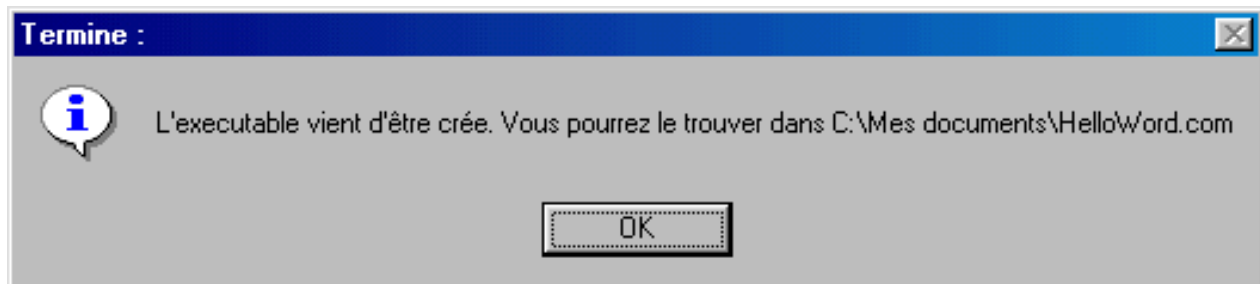 Termine :
L'executable vient d'être crée. Vous pourrez le trouver dans C:\Mes documents\HelloWord.com
OK